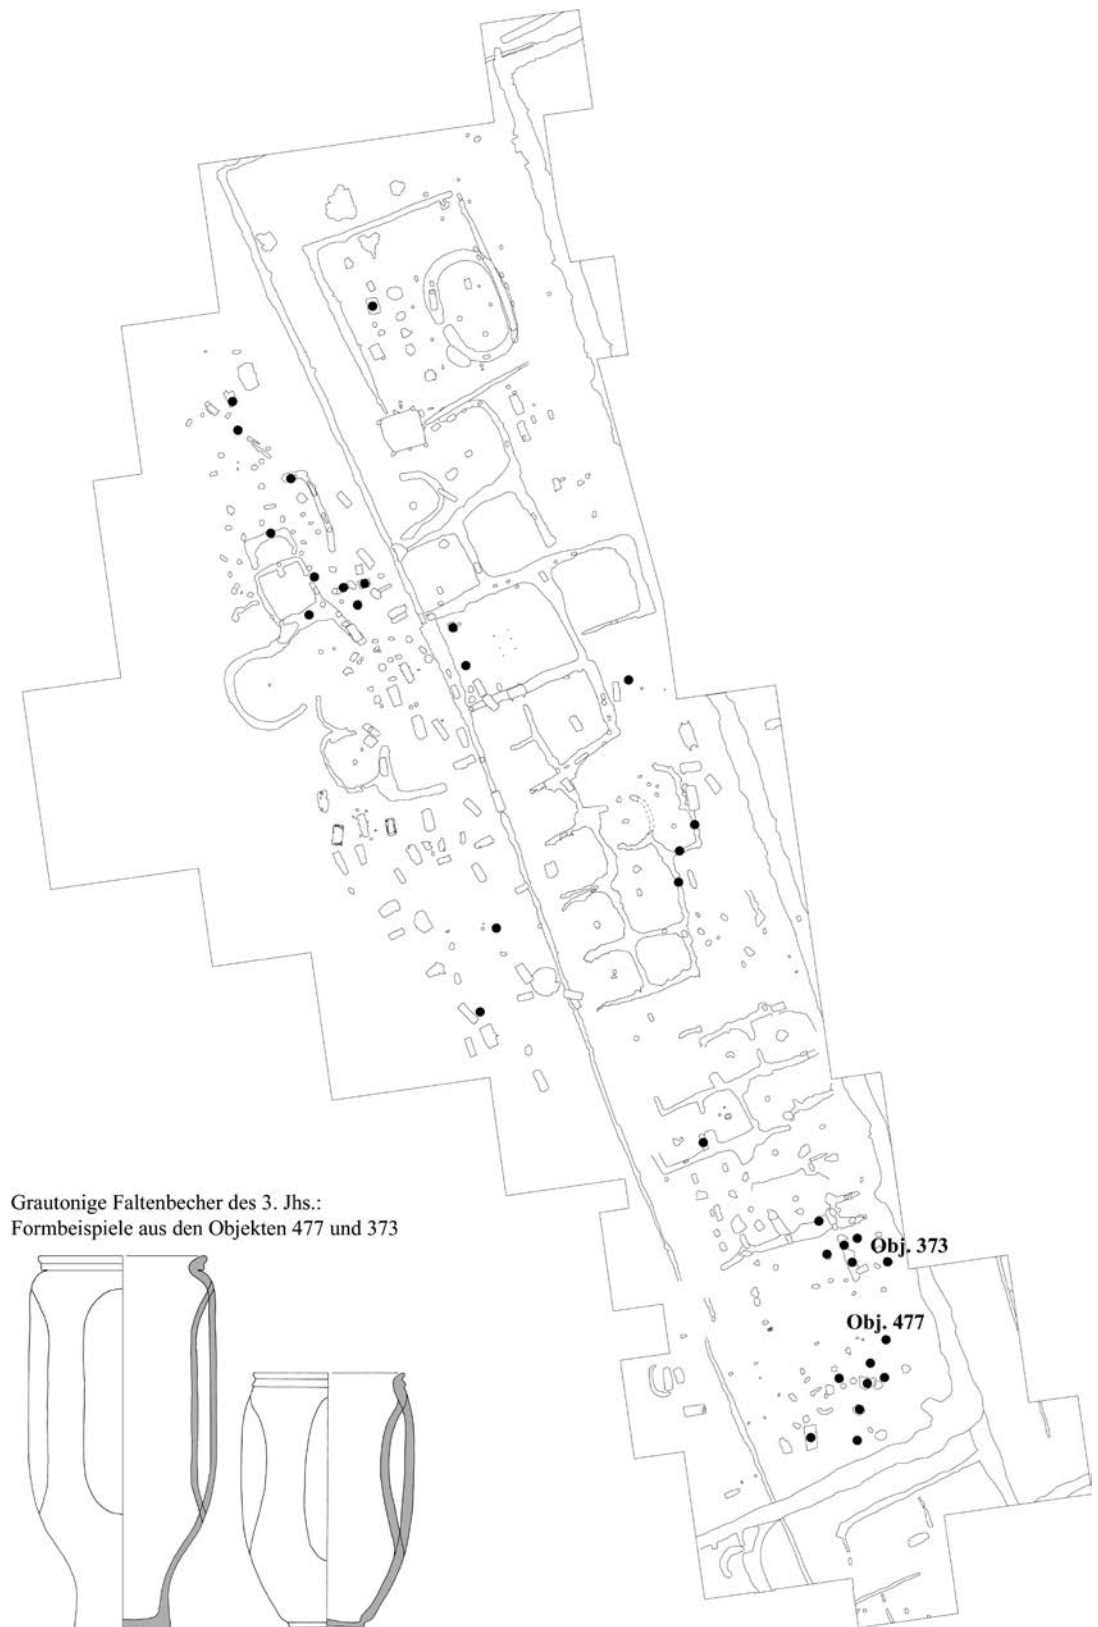 Grautonige Faltenbecher des 3. Jhs.:
Formbeispiele aus den Objekten 477 und 373
Obj. 373
Obj. 477